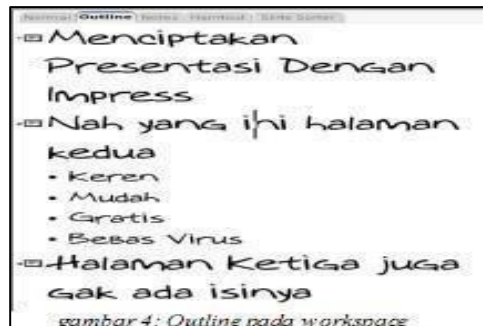 Normal Outline Notes Handout Slide Sorter
Menciptakan
Presentasi Dengan
Impress
Nah yang ini halaman
kedua
• Keren
• Mudah
• Gratis
• Bebas Virus
Halaman Ketiga juga
Gak ada isinya
gambar 4: Outline pada workspace